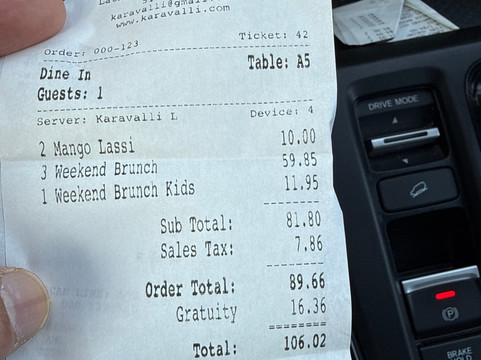 karavalli@gmail
www.karavalli.com
Order: 000-123 Ticket: 42
Dine In Table: A5
Guests: 1
Server: Karavalli L Device: 4
2 Mango Lassi 10.00
3 Weekend Brunch 59.85
1 Weekend Brunch Kids 11.95
Sub Total: 81.80
Sales Tax: 7.86
Order Total: 89.66
Gratuity 16.36
Total: 106.02
DRIVE MODE
P
BRAKE
HOLD